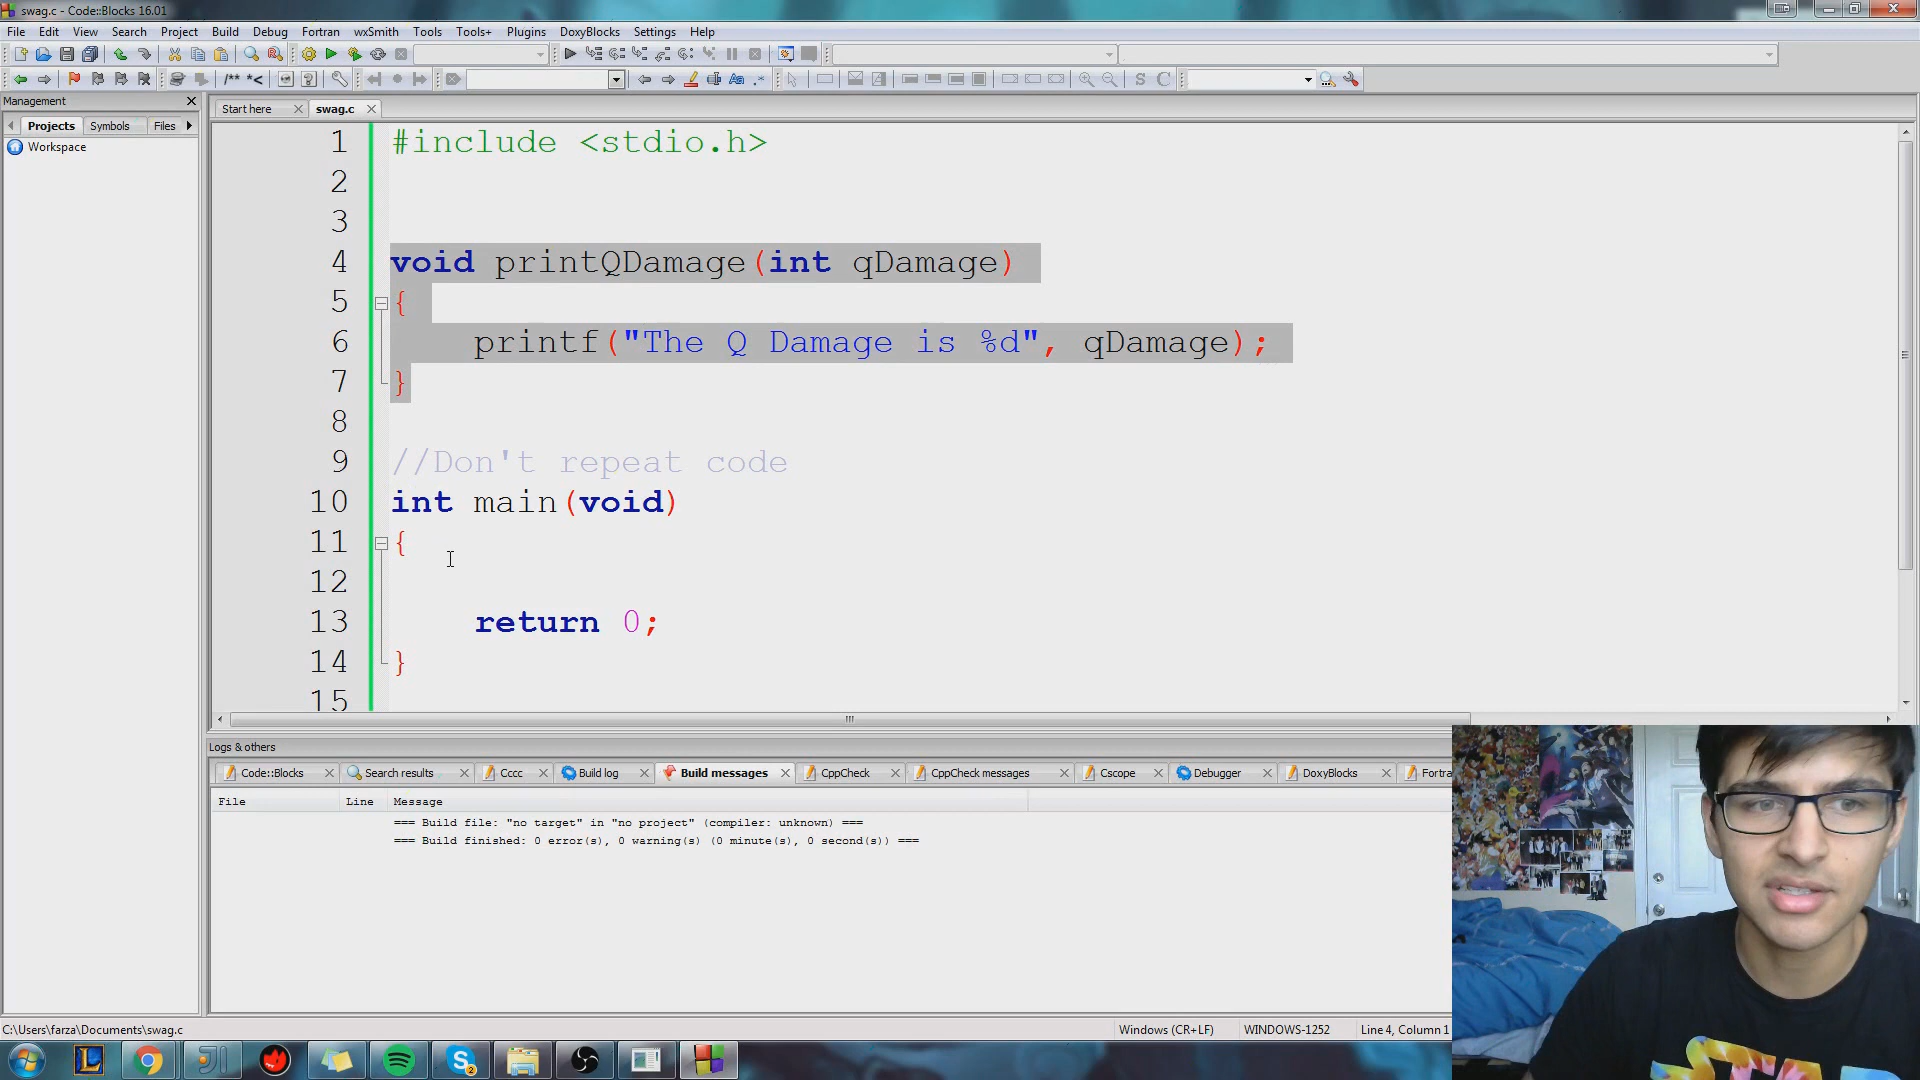 swag.c - Code::Blocks 16.01
File Edit View Search Project Build Debug Fortran wxSmith Tools Tools+ Plugins DoxyBlocks Settings Help
Management
Start here swag.c
Projects Symbols Files
Workspace
1 #include <stdio.h>
2
3
4 void printQDamage(int qDamage)
5 {
6 printf("The Q Damage is %d", qDamage);
7 }
8
9 //Don't repeat code
10 int main(void)
11 {
12
13 return 0;
14 }
15
Logs & others
Code::Blocks Search results Cccc Build log Build messages CppCheck CppCheck messages Cscope Debugger DoxyBlocks Fortra
File Line Message
=== Build file: "no target" in "no project" (compiler: unknown) ===
=== Build finished: 0 error(s), 0 warning(s) (0 minute(s), 0 second(s)) ===
C:\Users\farza\Documents\swag.c Windows (CR+LF) WINDOWS-1252 Line 4, Column 1